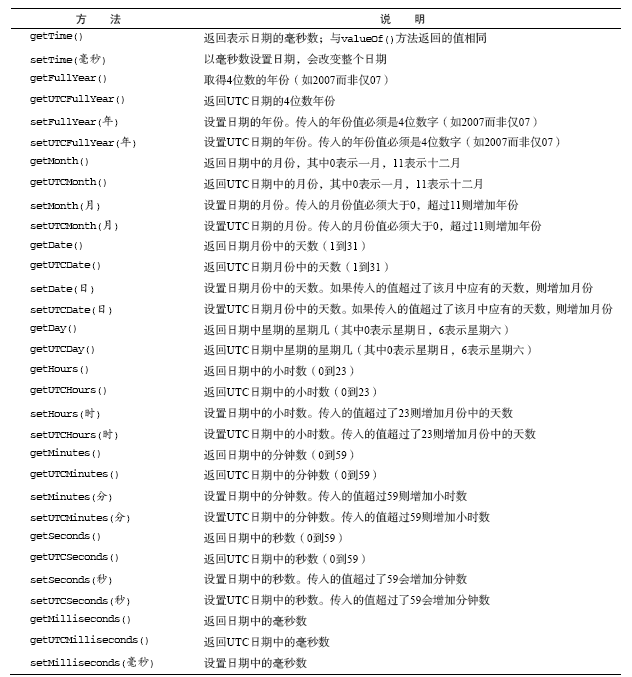 方 法 说 明
getTime() 返回表示日期的毫秒数；与valueOf()方法返回的值相同
setTime(毫秒) 以毫秒数设置日期，会改变整个日期
getFullYear() 取得4位数的年份（如2007而非仅07）
getUTCFullYear() 返回UTC日期的4位数年份
setFullYear(年) 设置日期的年份。传入的年份值必须是4位数字（如2007而非仅07）
setUTCFullYear(年) 设置UTC日期的年份。传入的年份值必须是4位数字（如2007而非仅07）
getMonth() 返回日期中的月份，其中0表示一月，11表示十二月
getUTCMonth() 返回UTC日期中的月份，其中0表示一月，11表示十二月
setMonth(月) 设置日期的月份。传入的月份值必须大于0，超过11则增加年份
setUTCMonth(月) 设置UTC日期的月份。传入的月份值必须大于0，超过11则增加年份
getDate() 返回日期月份中的天数（1到31）
getUTCDate() 返回UTC日期月份中的天数（1到31）
setDate(日) 设置日期月份中的天数。如果传入的值超过了该月中应有的天数，则增加月份
setUTCDate(日) 设置UTC日期月份中的天数。如果传入的值超过了该月中应有的天数，则增加月份
getDay() 返回日期中星期的星期几（其中0表示星期日，6表示星期六）
getUTCDay() 返回UTC日期中星期的星期几（其中0表示星期日，6表示星期六）
getHours() 返回日期中的小时数（0到23）
getUTCHours() 返回UTC日期中的小时数（0到23）
setHours(时) 设置日期中的小时数。传入的值超过了23则增加月份中的天数
setUTCHours(时) 设置UTC日期中的小时数。传入的值超过了23则增加月份中的天数
getMinutes() 返回日期中的分钟数（0到59）
getUTCMinutes() 返回UTC日期中的分钟数（0到59）
setMinutes(分) 设置日期中的分钟数。传入的值超过59则增加小时数
setUTCMinutes(分) 设置UTC日期中的分钟数。传入的值超过59则增加小时数
getSeconds() 返回日期中的秒数（0到59）
getUTCSeconds() 返回UTC日期中的秒数（0到59）
setSeconds(秒) 设置日期中的秒数。传入的值超过了59会增加分钟数
setUTCSeconds(秒) 设置UTC日期中的秒数。传入的值超过了59会增加分钟数
getMilliseconds() 返回日期中的毫秒数
getUTCMilliseconds() 返回UTC日期中的毫秒数
setMilliseconds(毫秒) 设置日期中的毫秒数